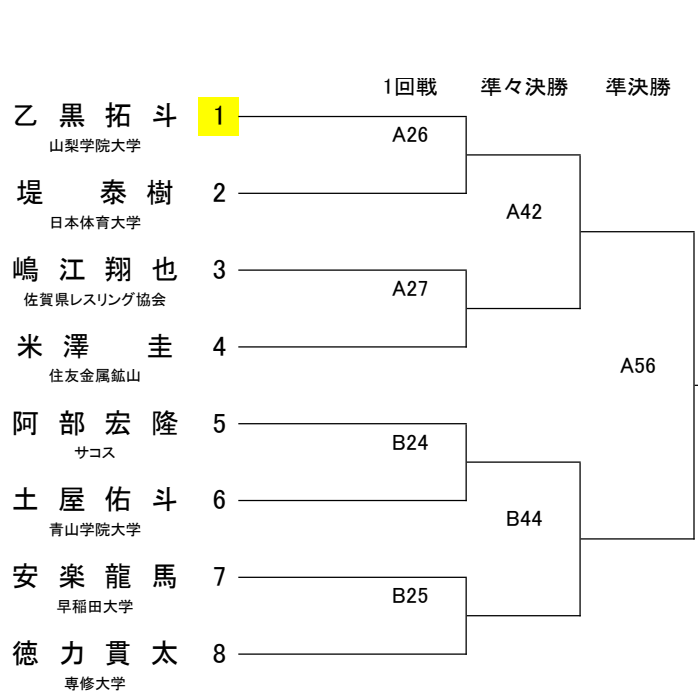 1回戦 準々決勝 準決勝
乙黒拓斗 1
山梨学院大学
A26
堤 泰樹 2
日本体育大学
A42
嶋江翔也 3
佐賀県レスリング協会
A27
米澤 圭 4
住友金属鉱山
A56
阿部宏隆 5
サコス
B24
土屋佑斗 6
青山学院大学
B44
安楽龍馬 7
早稲田大学
B25
徳力貫太 8
専修大学